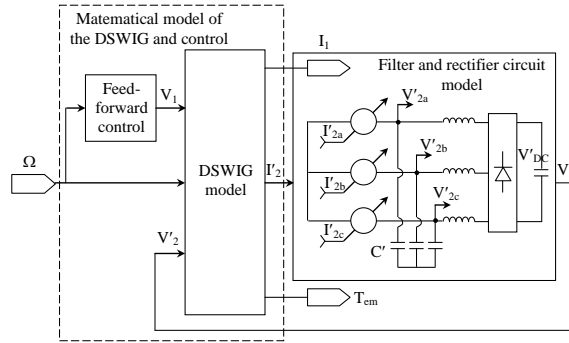 Matematical model of
the DSWIG and control
Feed-
forward
control
V1
Ω
DSWIG
model
I'2
V'2
I1
Tem
Filter and rectifier circuit
model
V'2a
I'2a
V'2b
I'2b
V'2c
I'2c
C'
V'DC
V